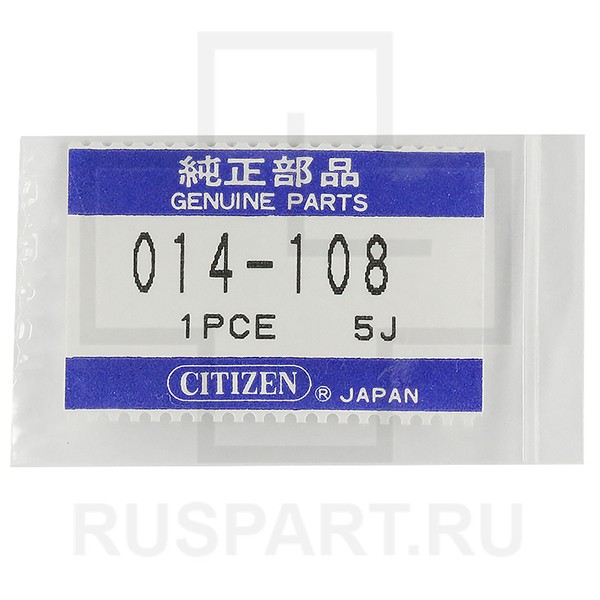 純正部品
GENUINE PARTS
014-108
1PCE 5J
CITIZEN ® JAPAN
RUSPART.RU